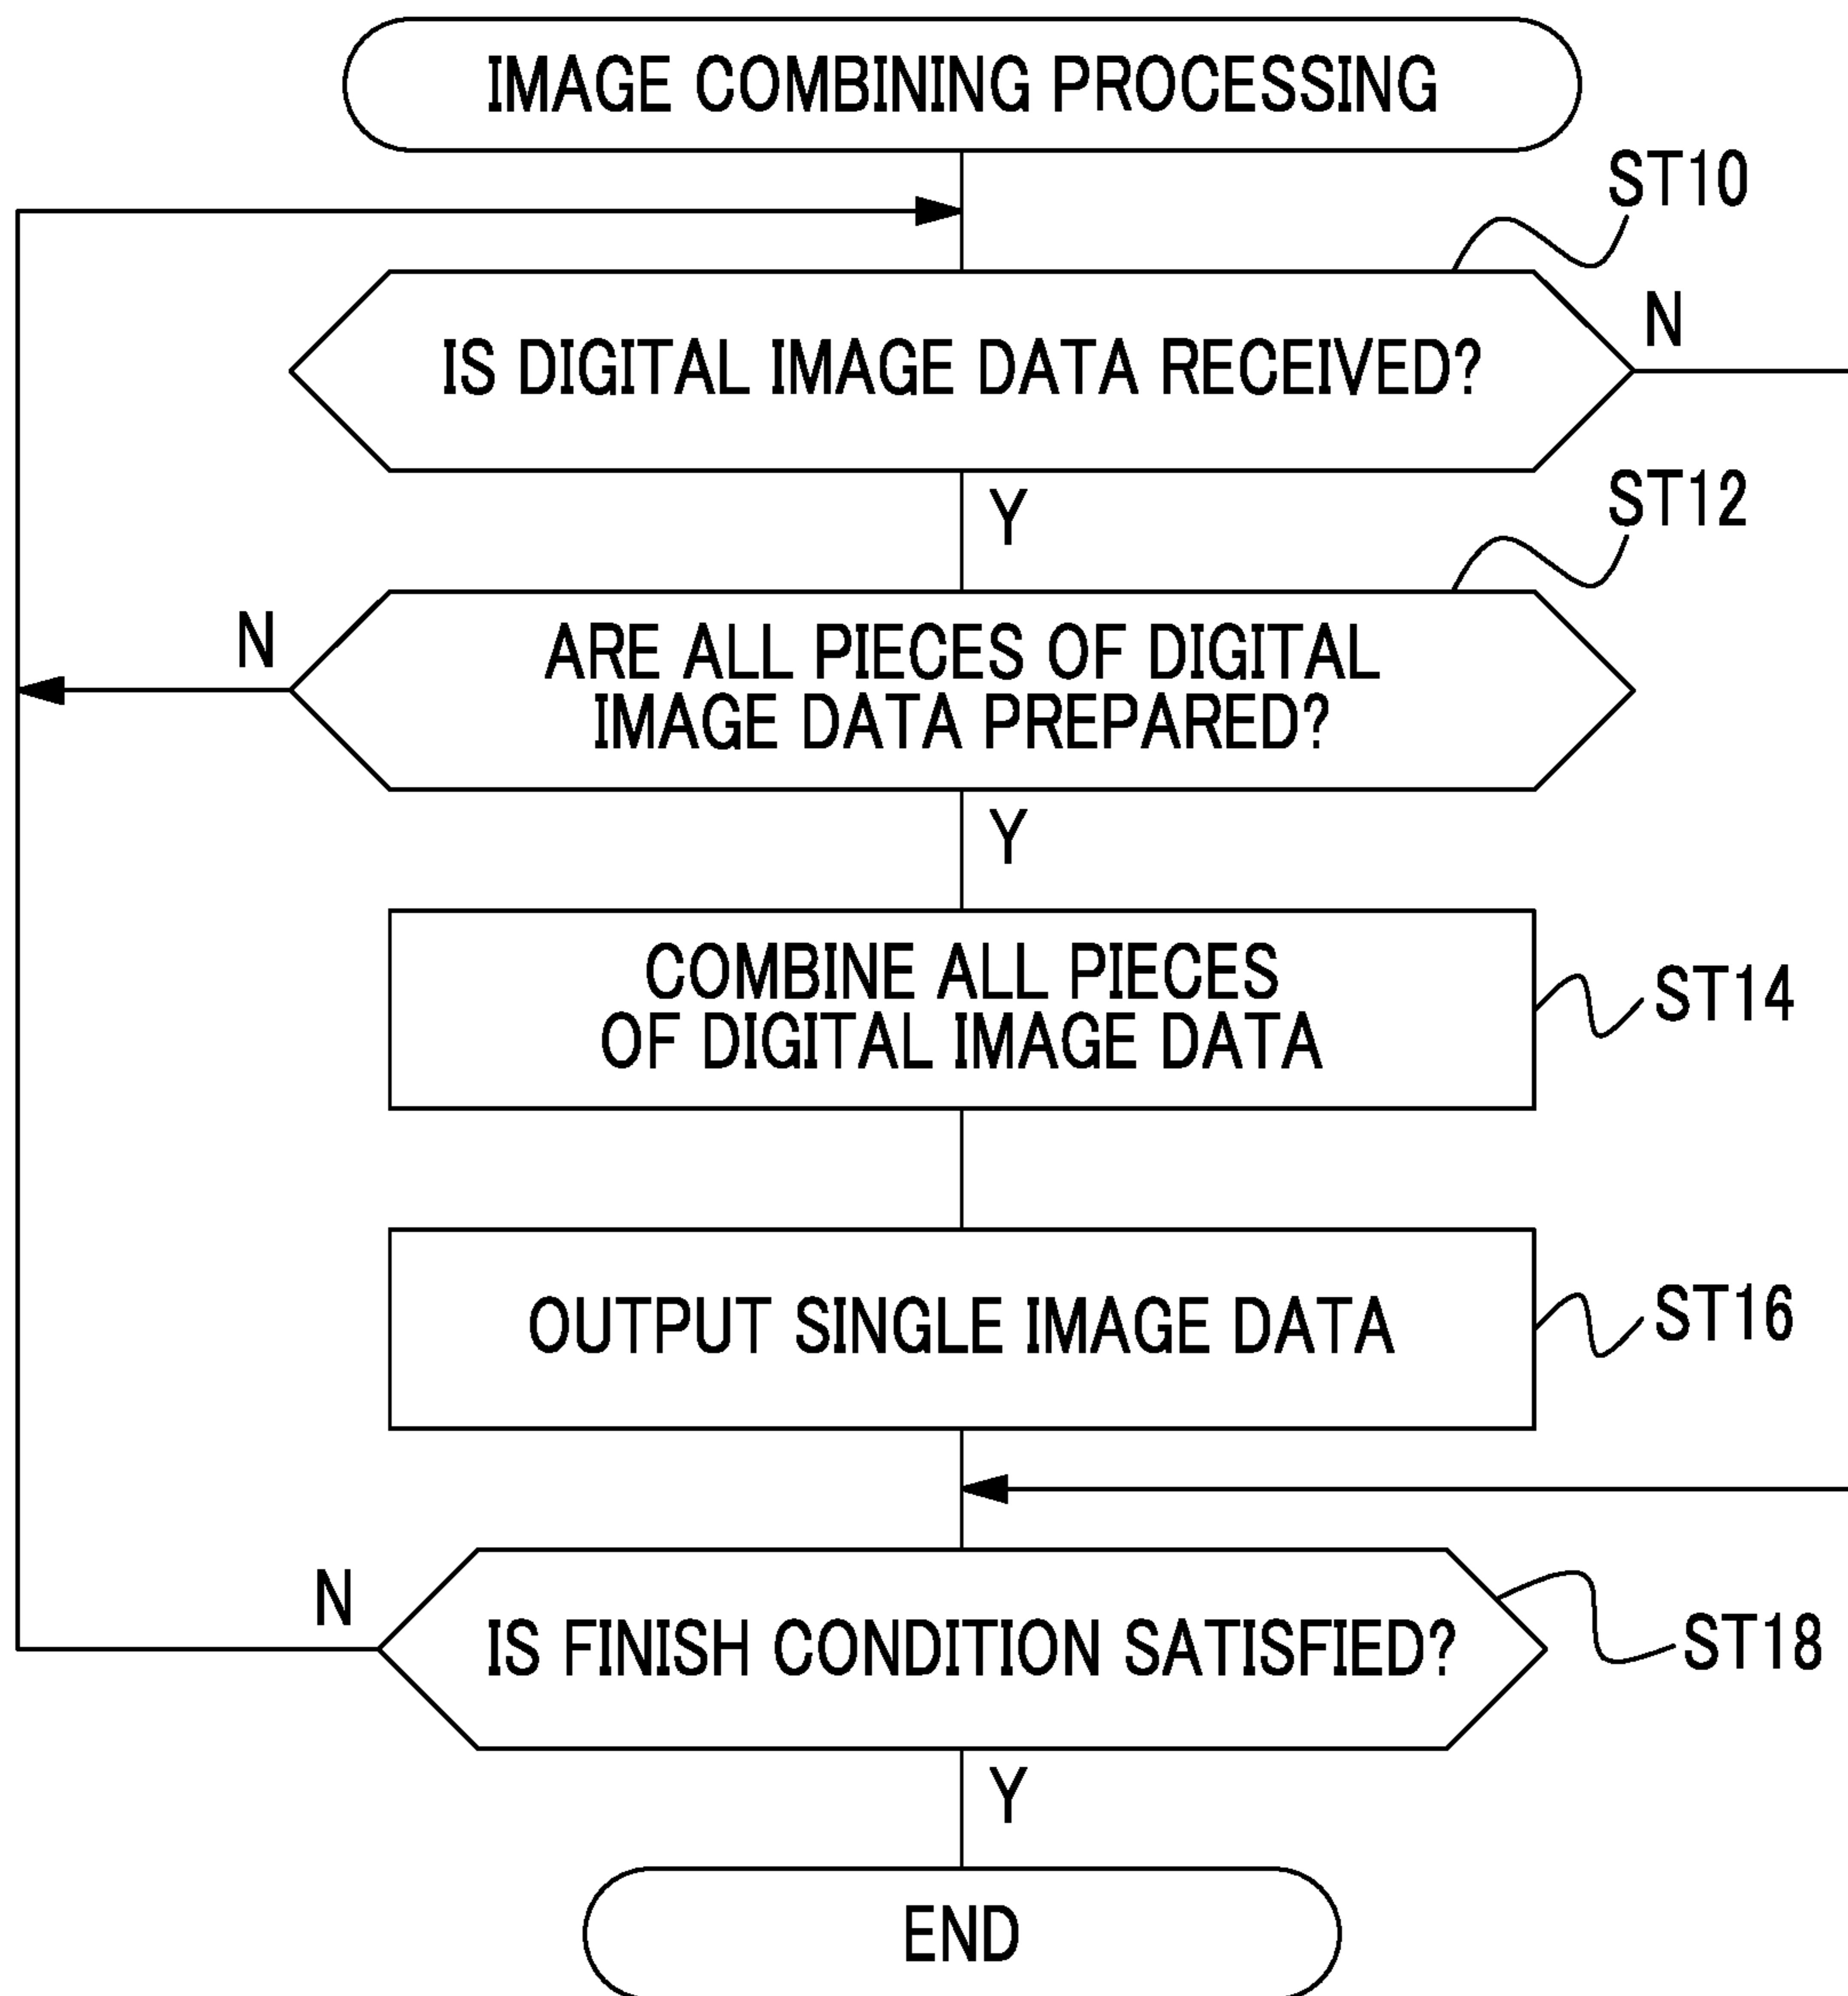 IMAGE COMBINING PROCESSING
ST10
IS DIGITAL IMAGE DATA RECEIVED?
N
Y
ST12
N
ARE ALL PIECES OF DIGITAL
IMAGE DATA PREPARED?
Y
COMBINE ALL PIECES
OF DIGITAL IMAGE DATA
ST14
OUTPUT SINGLE IMAGE DATA
ST16
N
IS FINISH CONDITION SATISFIED?
ST18
Y
END